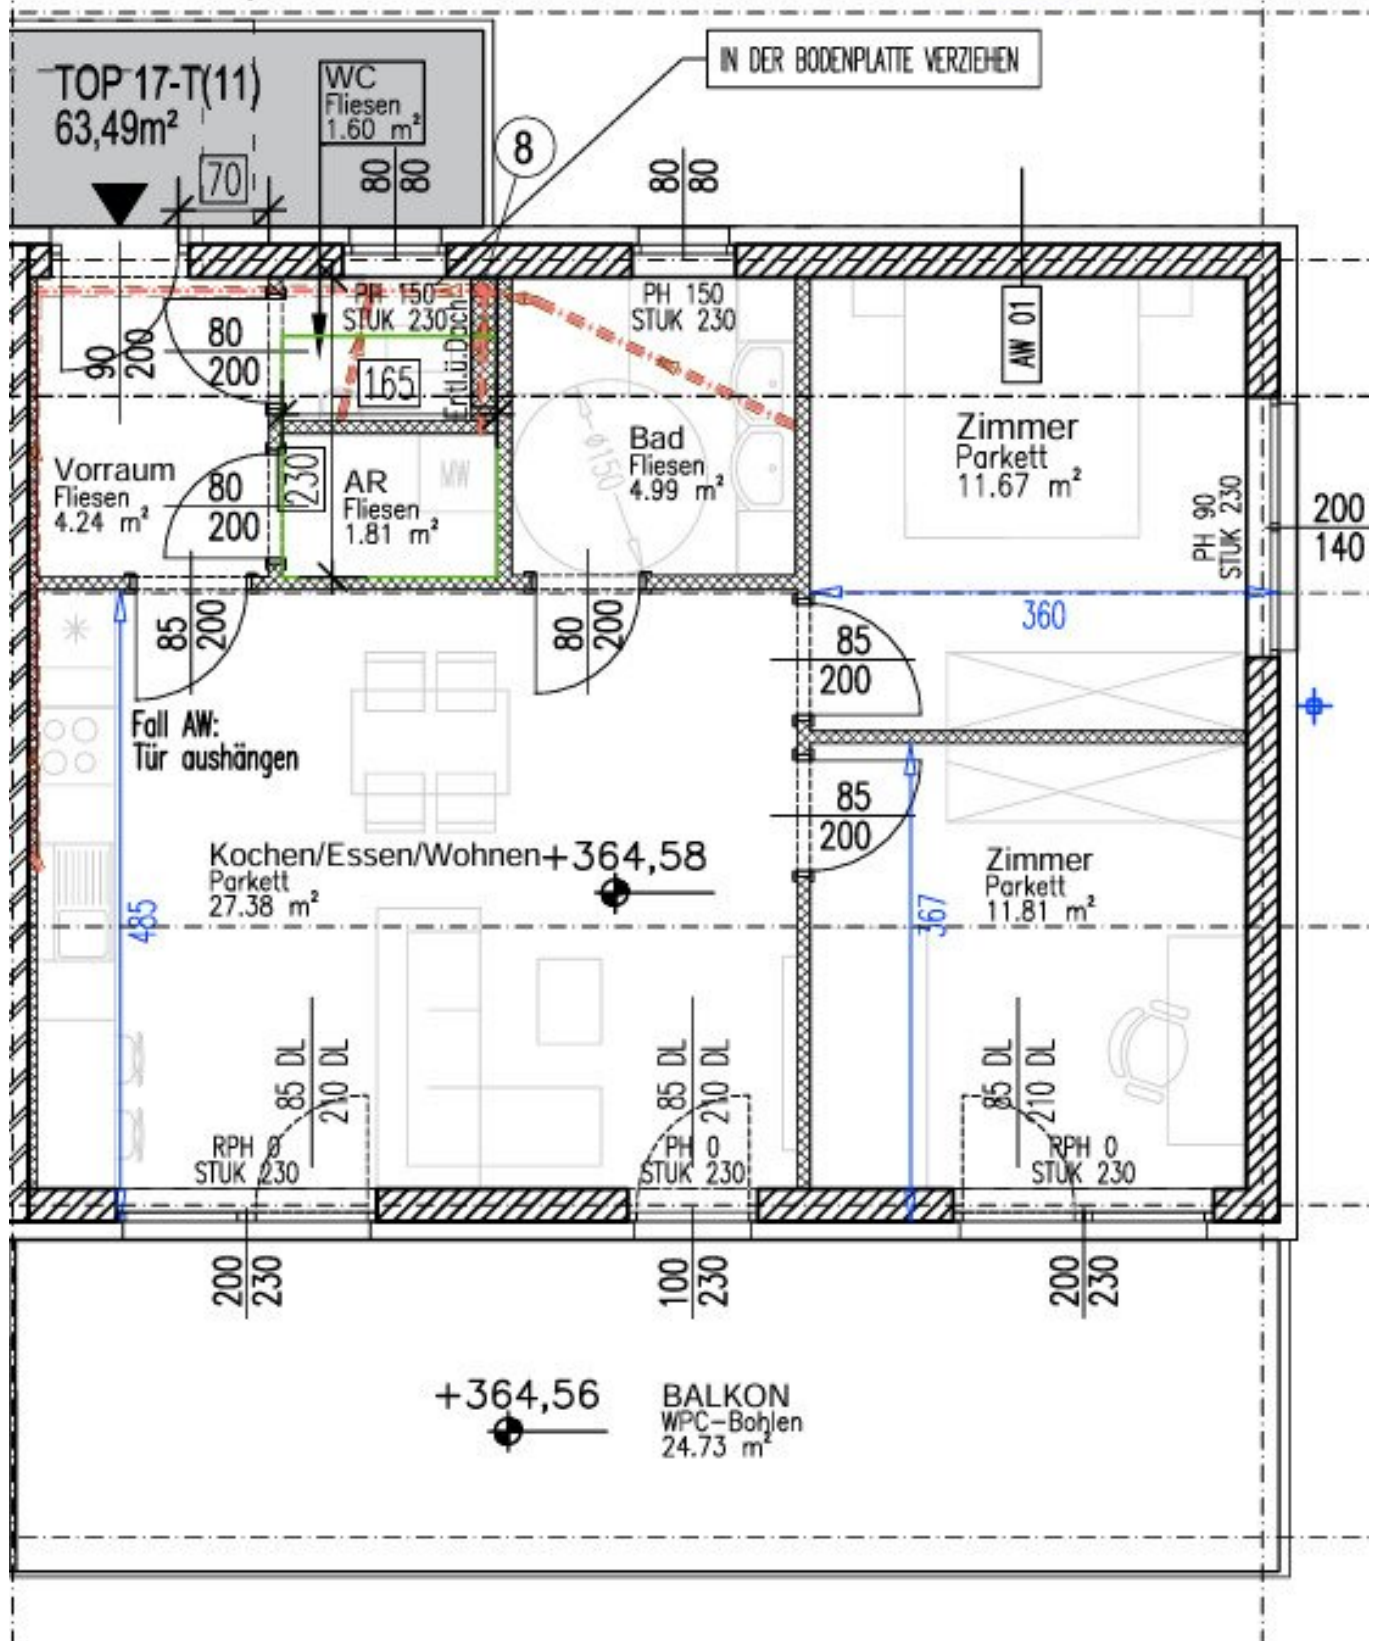 TOP 17-T(11)
63,49m²
WC
Fliesen
1.60 m²
IN DER BODENPLATTE VERZIEHEN
8
70
80
80
80
80
PH 150
STUK 230
Entl.ü.Dach
PH 150
STUK 230
AW 01
90
200
80
200
165
Vorraum
Fliesen
4.24 m²
80
200
230
AR
Fliesen
1.81 m²
MW
Bad
Fliesen
4.99 m²
ø150
Zimmer
Parkett
11.67 m²
PH 90
STUK 230
200
140
360
85
200
80
200
85
200
Fall AW:
Tür aushängen
85
200
Kochen/Essen/Wohnen
Parkett
27.38 m²
+364,58
Zimmer
Parkett
11.81 m²
485
367
85 DL
210 DL
85 DL
210 DL
85 DL
210 DL
RPH 0
STUK 230
PH 0
STUK 230
RPH 0
STUK 230
200
230
100
230
200
230
+364,56
BALKON
WPC-Bohlen
24.73 m²